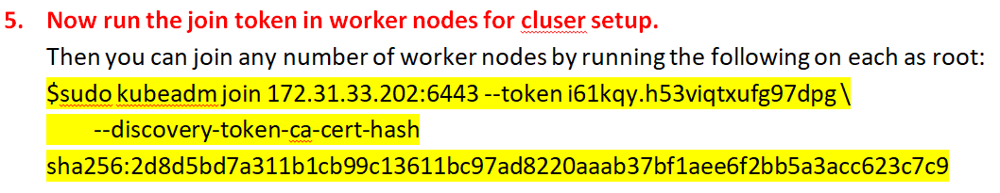 5. Now run the join token in worker nodes for cluser setup.
Then you can join any number of worker nodes by running the following on each as root:
$sudo kubeadm join 172.31.33.202:6443 --token i61kqy.h53viqtxufg97dpg \
--discovery-token-ca-cert-hash
sha256:2d8d5bd7a311b1cb99c13611bc97ad8220aaab37bf1aee6f2bb5a3acc623c7c9